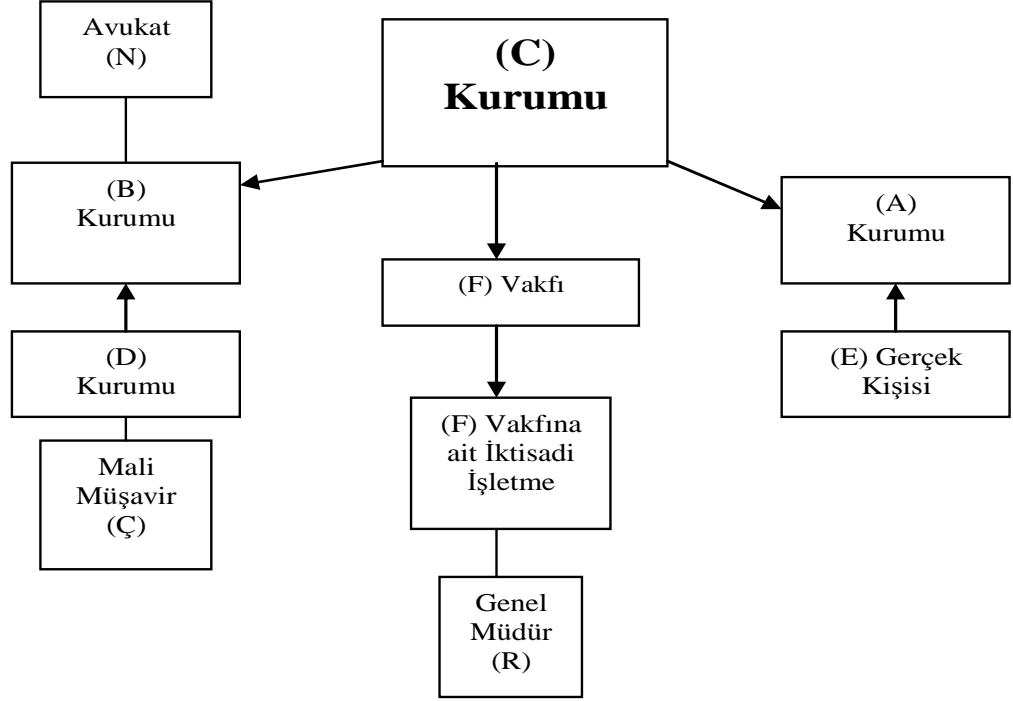 Avukat
(N)
(C)
Kurumu
(B)
Kurumu
(A)
Kurumu
(F) Vakfı
(D)
Kurumu
(E) Gerçek
Kişisi
(F) Vakfına
ait İktisadi
İşletme
Mali
Müşavir
(Ç)
Genel
Müdür
(R)